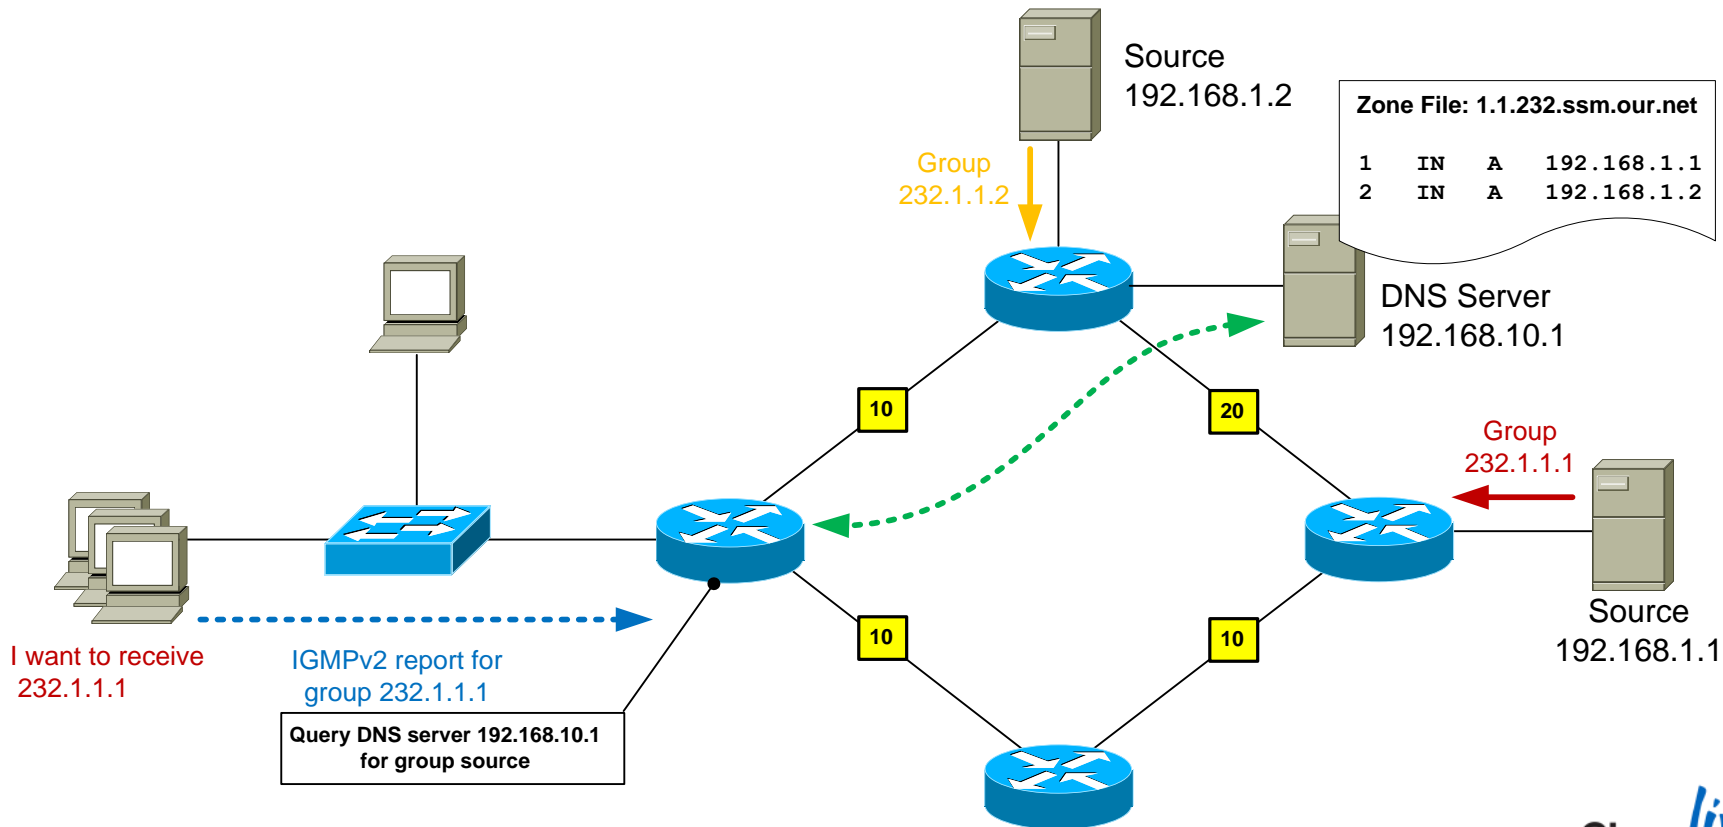 Source
192.168.1.2
Zone File: 1.1.232.ssm.our.net
1 IN A 192.168.1.1
2 IN A 192.168.1.2
Group
232.1.1.2
DNS Server
192.168.10.1
10
20
Group
232.1.1.1
Source
192.168.1.1
I want to receive
232.1.1.1
IGMPv2 report for
group 232.1.1.1
10
10
Query DNS server 192.168.10.1
for group source